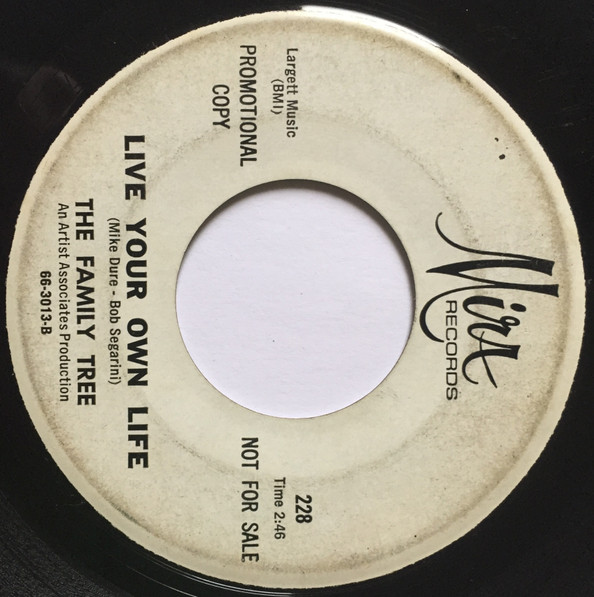 Mira
RECORDS
Largett Music
(BMI)
PROMOTIONAL
COPY
228
Time 2:46
NOT FOR SALE
LIVE YOUR OWN LIFE
(Mike Dure - Bob Segarini)
THE FAMILY TREE
An Artist Associates Production
66-3013-B